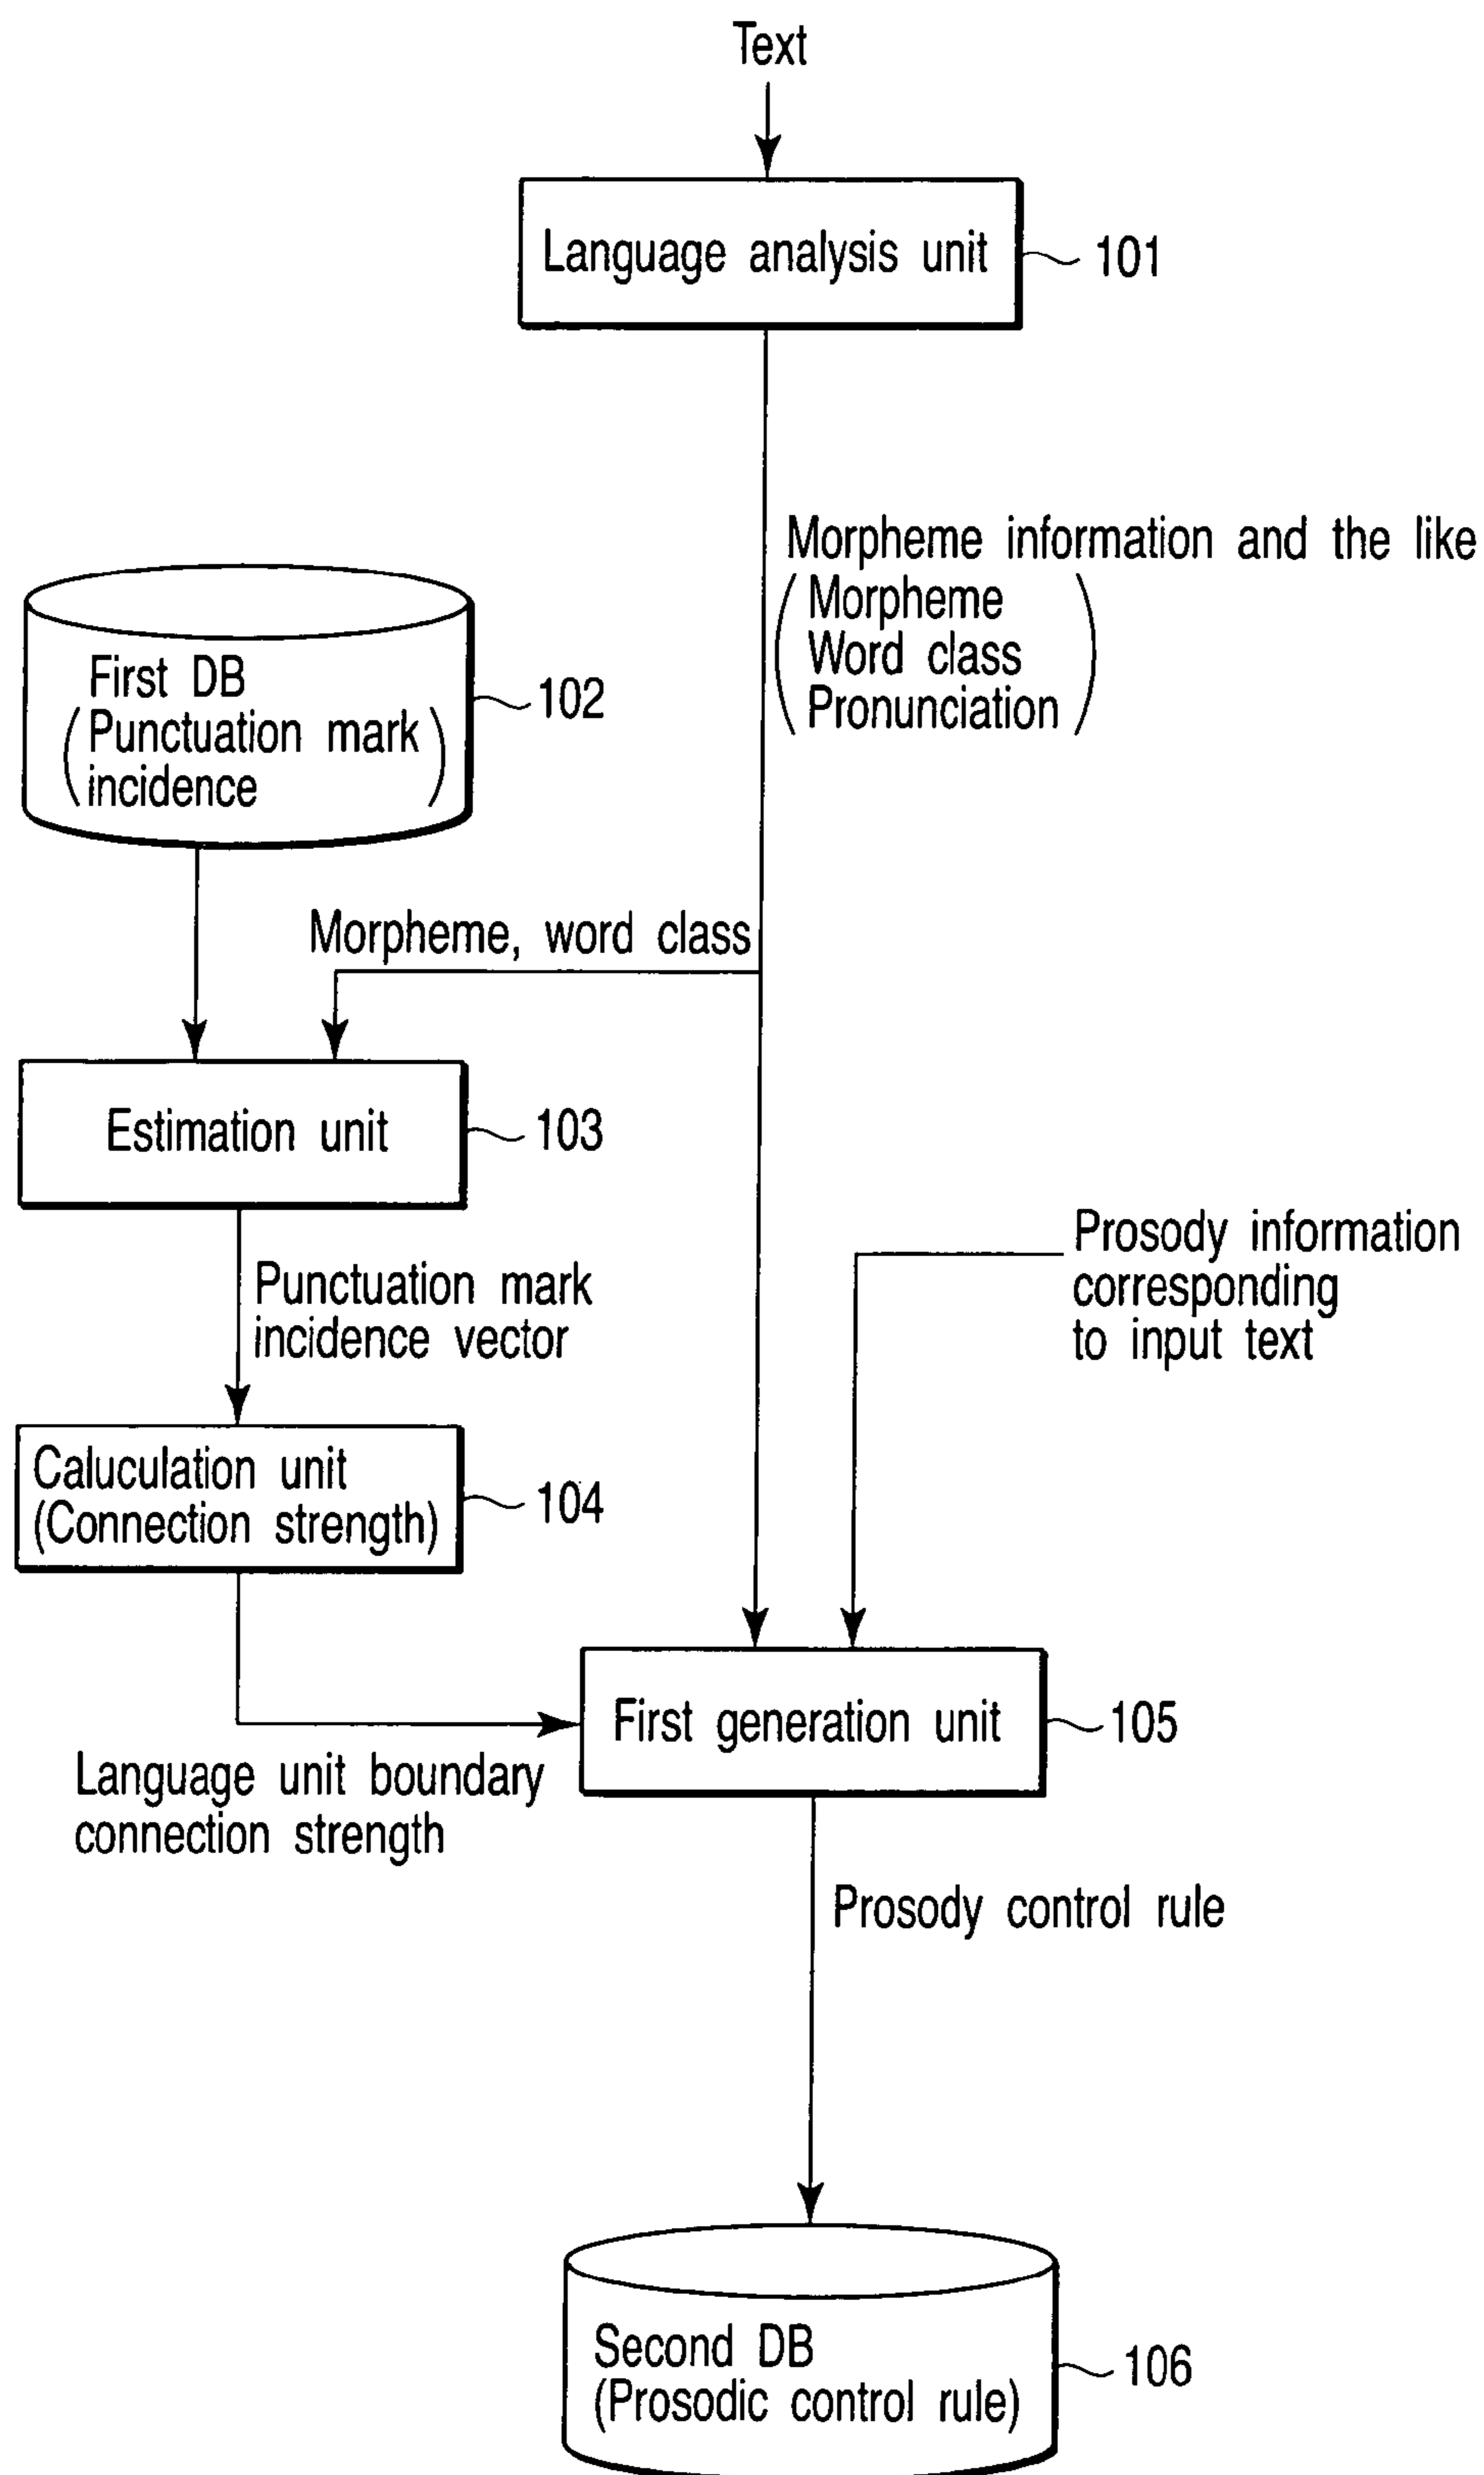 Text
Language analysis unit
101
Morpheme information and the like
Morpheme
Word class
Pronunciation
First DB
(Punctuation mark
incidence)
102
Morpheme, word class
Estimation unit
103
Prosody information
corresponding
to input text
Punctuation mark
incidence vector
Caluculation unit
(Connection strength)
104
First generation unit
105
Language unit boundary
connection strength
Prosody control rule
Second DB
(Prosodic control rule)
106